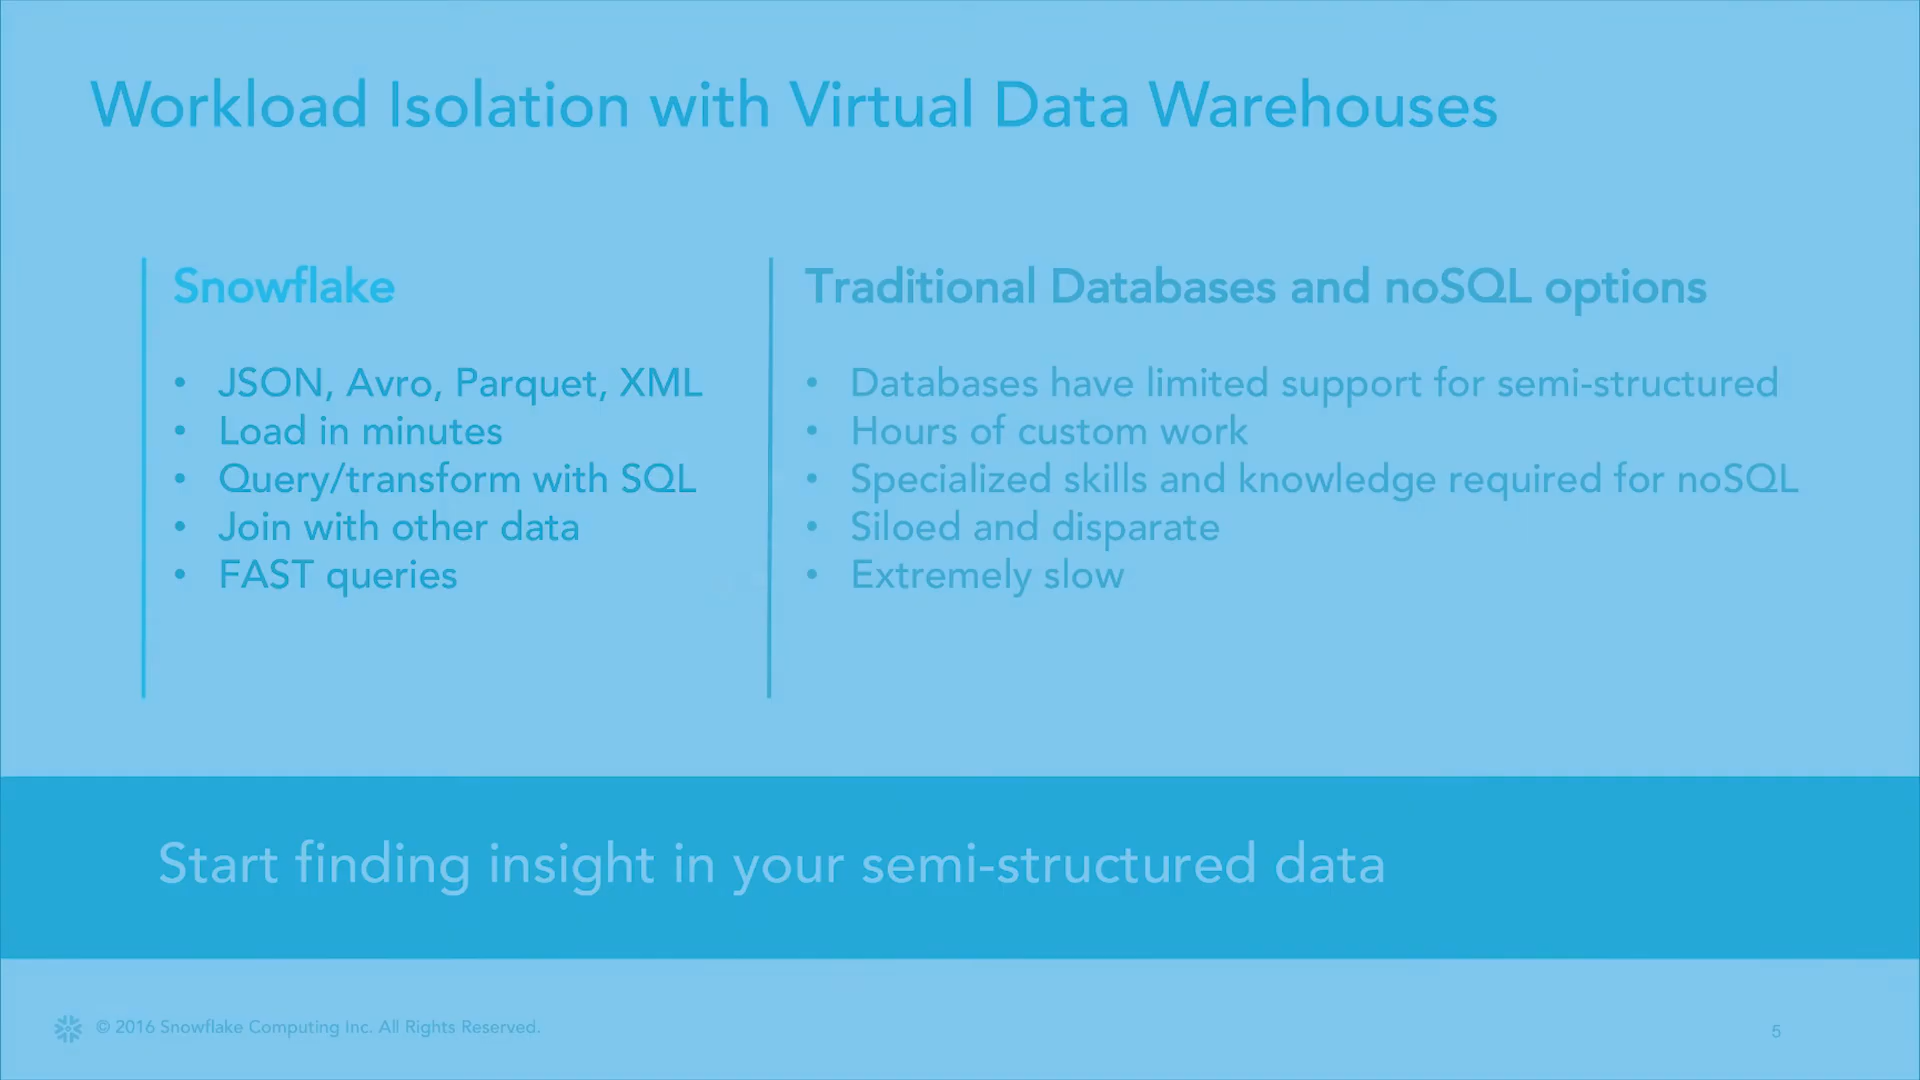 Workload Isolation with Virtual Data Warehouses
Snowflake
• JSON, Avro, Parquet, XML
• Load in minutes
• Query/transform with SQL
• Join with other data
• FAST queries
Traditional Databases and noSQL options
• Databases have limited support for semi-structured
• Hours of custom work
• Specialized skills and knowledge required for noSQL
• Siloed and disparate
• Extremely slow
Start finding insight in your semi-structured data
© 2016 Snowflake Computing Inc. All Rights Reserved.
5